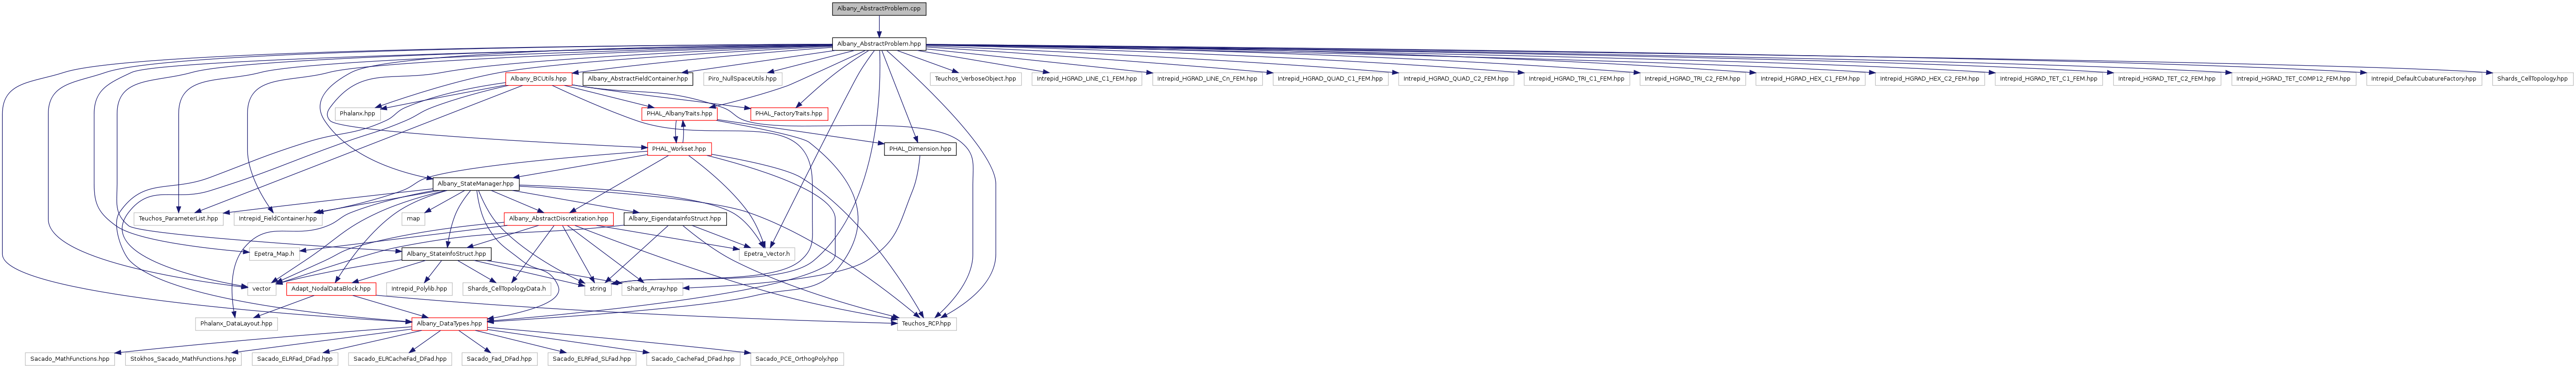 Albany_AbstractProblem.cpp
Albany_AbstractProblem.hpp
Albany_BCUtils.hpp
Albany_AbstractFieldContainer.hpp
Piro_NullSpaceUtils.hpp
Teuchos_VerboseObject.hpp
Intrepid_HGRAD_LINE_C1_FEM.hpp
Intrepid_HGRAD_LINE_Cn_FEM.hpp
Intrepid_HGRAD_QUAD_C1_FEM.hpp
Intrepid_HGRAD_QUAD_C2_FEM.hpp
Intrepid_HGRAD_TRI_C1_FEM.hpp
Intrepid_HGRAD_TRI_C2_FEM.hpp
Intrepid_HGRAD_HEX_C1_FEM.hpp
Intrepid_HGRAD_HEX_C2_FEM.hpp
Intrepid_HGRAD_TET_C1_FEM.hpp
Intrepid_HGRAD_TET_C2_FEM.hpp
Intrepid_HGRAD_TET_COMP12_FEM.hpp
Intrepid_DefaultCubatureFactory.hpp
Shards_CellTopology.hpp
Phalanx.hpp
PHAL_AlbanyTraits.hpp
PHAL_FactoryTraits.hpp
PHAL_Workset.hpp
PHAL_Dimension.hpp
Albany_StateManager.hpp
Teuchos_ParameterList.hpp
Intrepid_FieldContainer.hpp
map
Albany_AbstractDiscretization.hpp
Albany_EigendataInfoStruct.hpp
Epetra_Map.h
Albany_StateInfoStruct.hpp
Epetra_Vector.h
vector
Adapt_NodalDataBlock.hpp
Intrepid_Polylib.hpp
Shards_CellTopologyData.h
string
Shards_Array.hpp
Phalanx_DataLayout.hpp
Albany_DataTypes.hpp
Teuchos_RCP.hpp
Sacado_MathFunctions.hpp
Stokhos_Sacado_MathFunctions.hpp
Sacado_ELRFad_DFad.hpp
Sacado_ELRCacheFad_DFad.hpp
Sacado_Fad_DFad.hpp
Sacado_ELRFad_SLFad.hpp
Sacado_CacheFad_DFad.hpp
Sacado_PCE_OrthogPoly.hpp